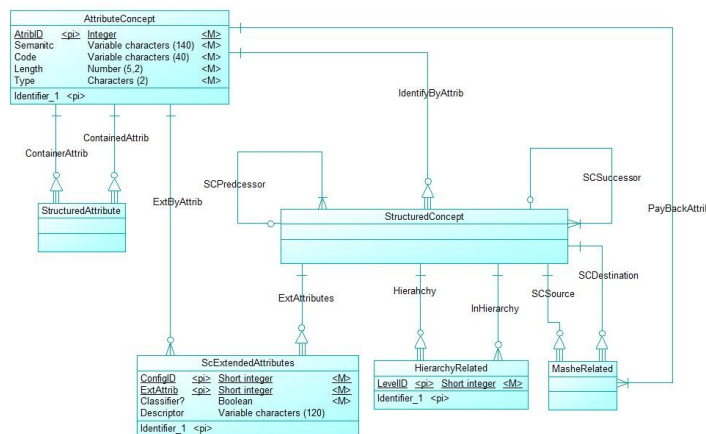 AttributeConcept
AtribID <pi> Integer <M>
Semanitc Variable characters (140) <M>
Code Variable characters (40) <M>
Length Number (5,2) <M>
Type Characters (2) <M>
Identifier_1 <pi>
IdentifyByAttrib
ContainedAttrib
ContainerAttrib
SCPredcessor
SCSuccessor
ExtByAttrib
PayBackAttri
StructuredAttribute
StructuredConcept
SCDestination
Hierahchy
SCSource
ExtAttributes
InHierarchy
ScExtendedAttributes
ConfigID <pi> Short integer <M>
ExtAttrib <pi> Short integer <M>
Classifier? Boolean <M>
Descriptor Variable characters (120)
Identifier_1 <pi>
HierarchyRelated
LevelID <pi> Short integer <M>
Identifier_1 <pi>
MasheRelated